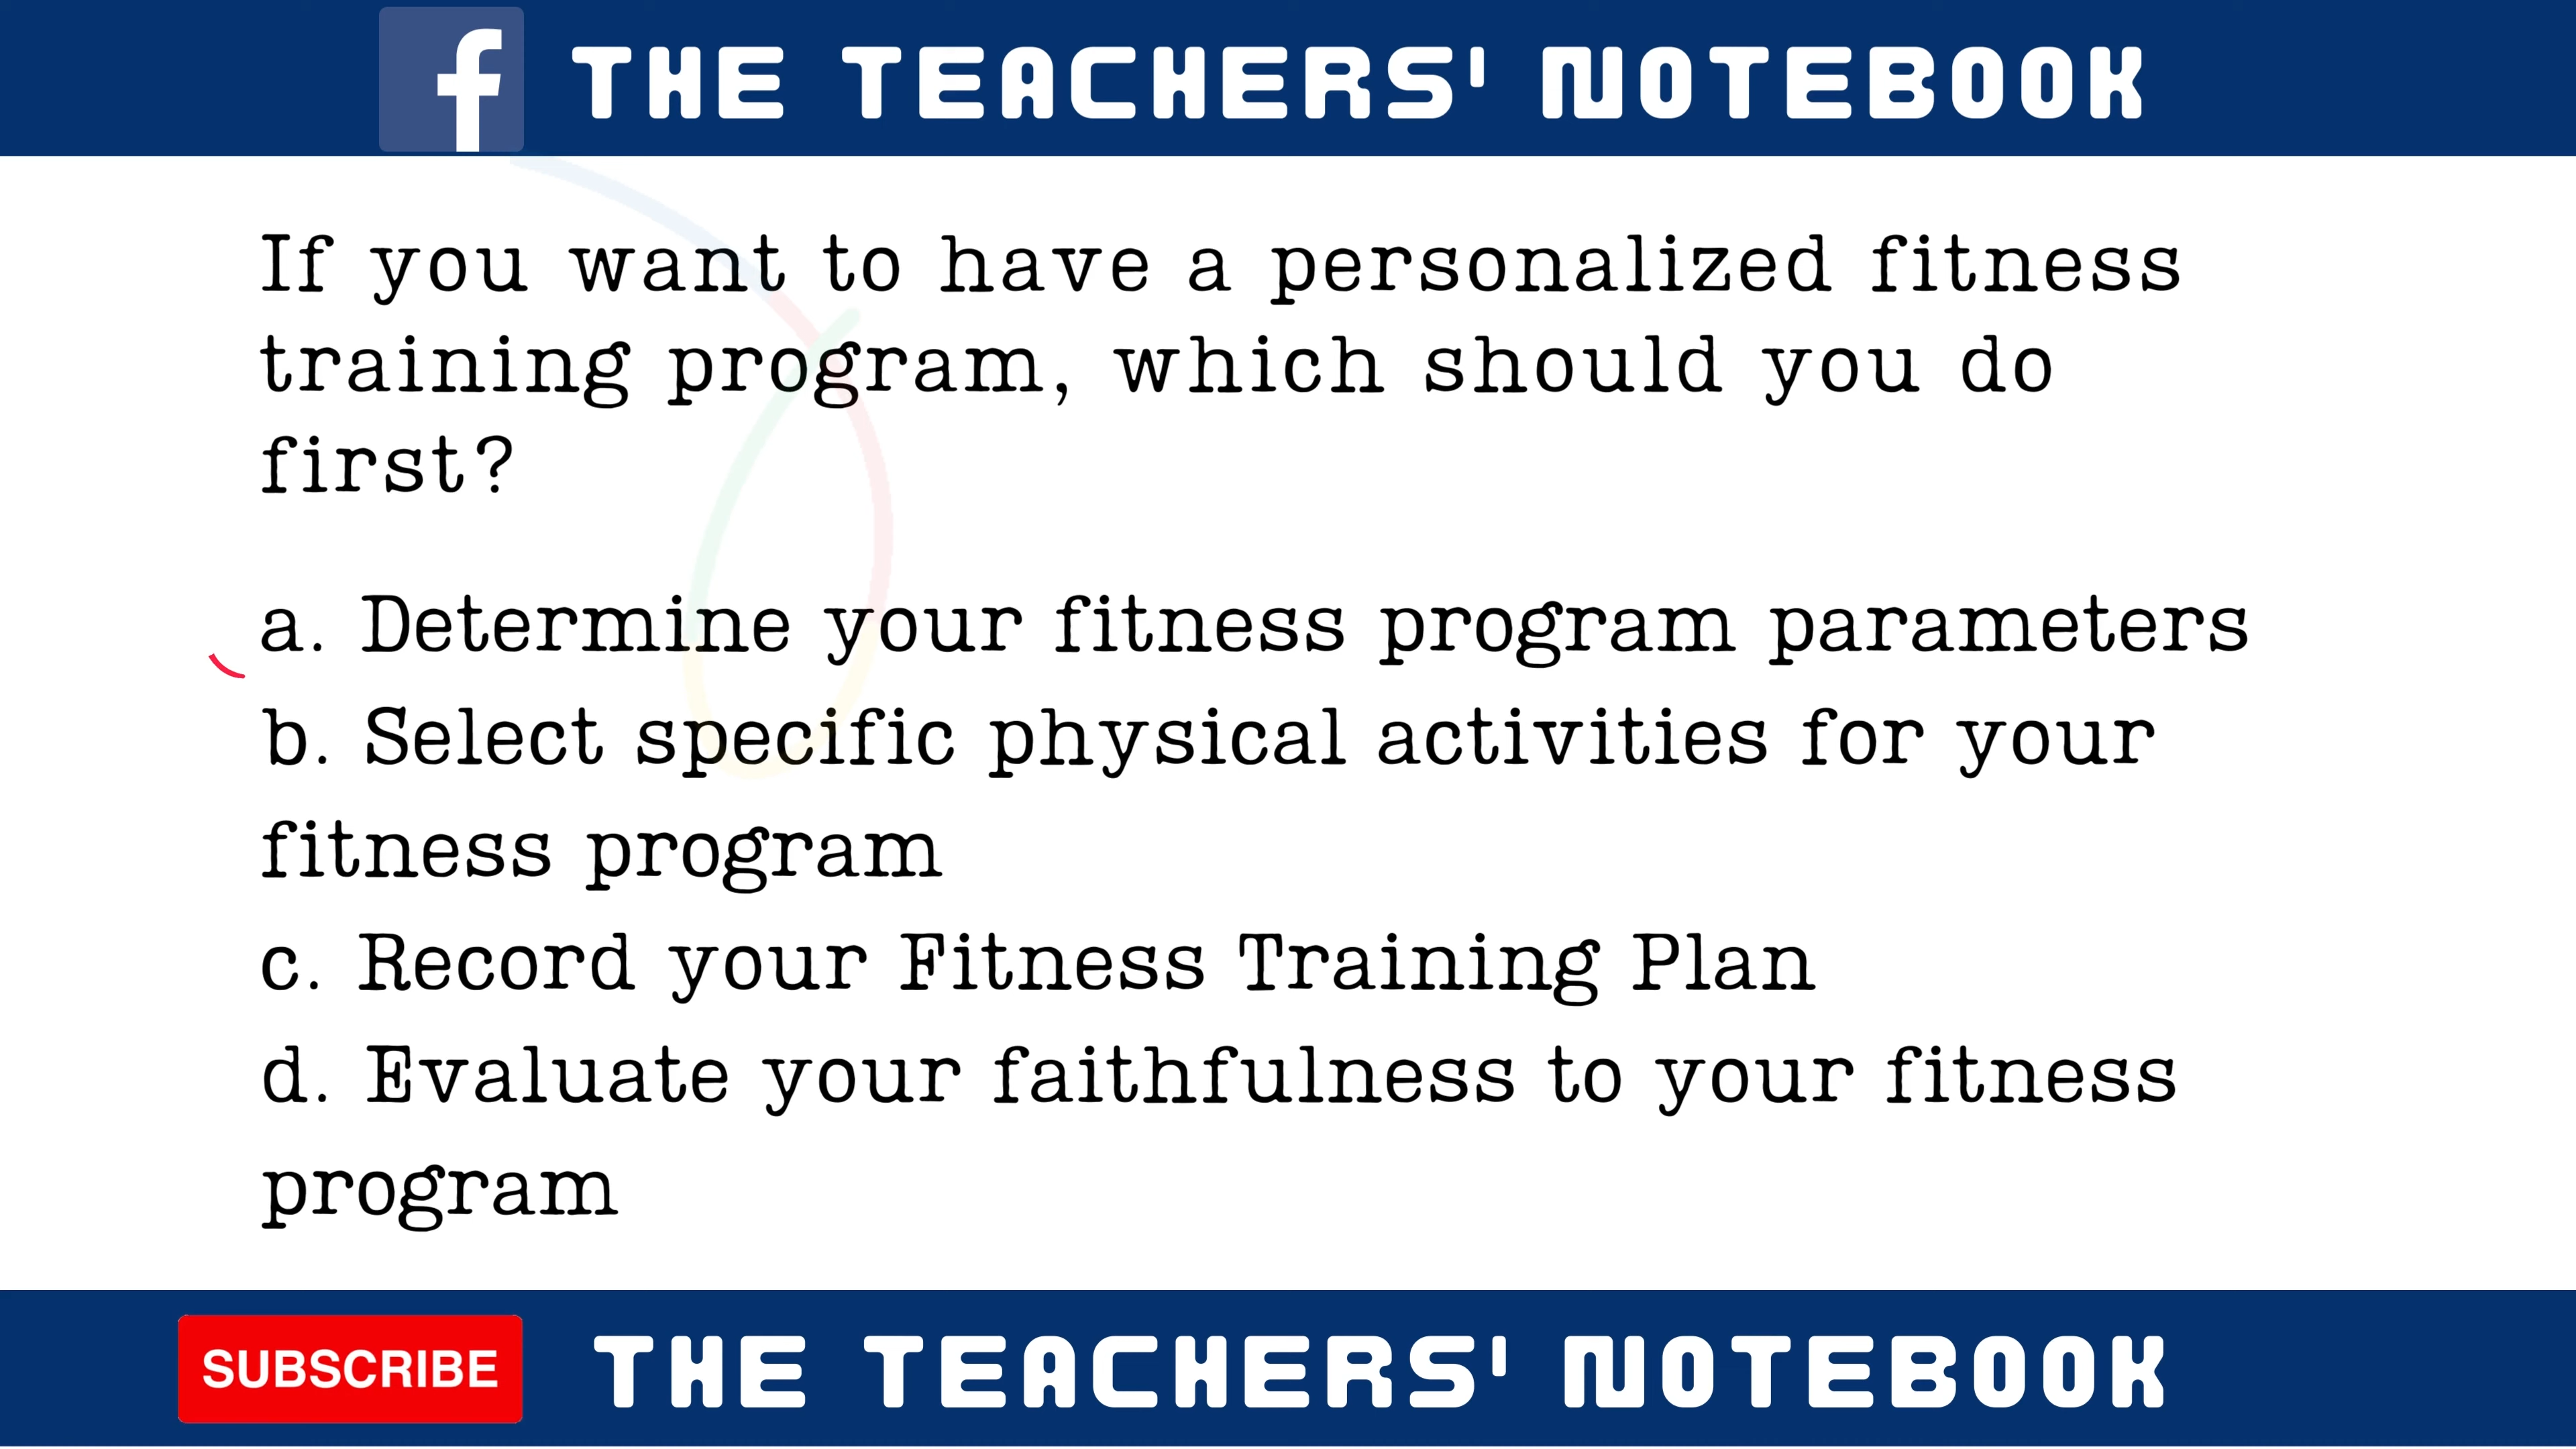 THE TEACHERS' NOTEBOOK
If you want to have a personalized fitness
training program, which should you do
first?
a. Determine your fitness program parameters
b. Select specific physical activities for your
fitness program
c. Record your Fitness Training Plan
d. Evaluate your faithfulness to your fitness
program
SUBSCRIBE THE TEACHERS' NOTEBOOK